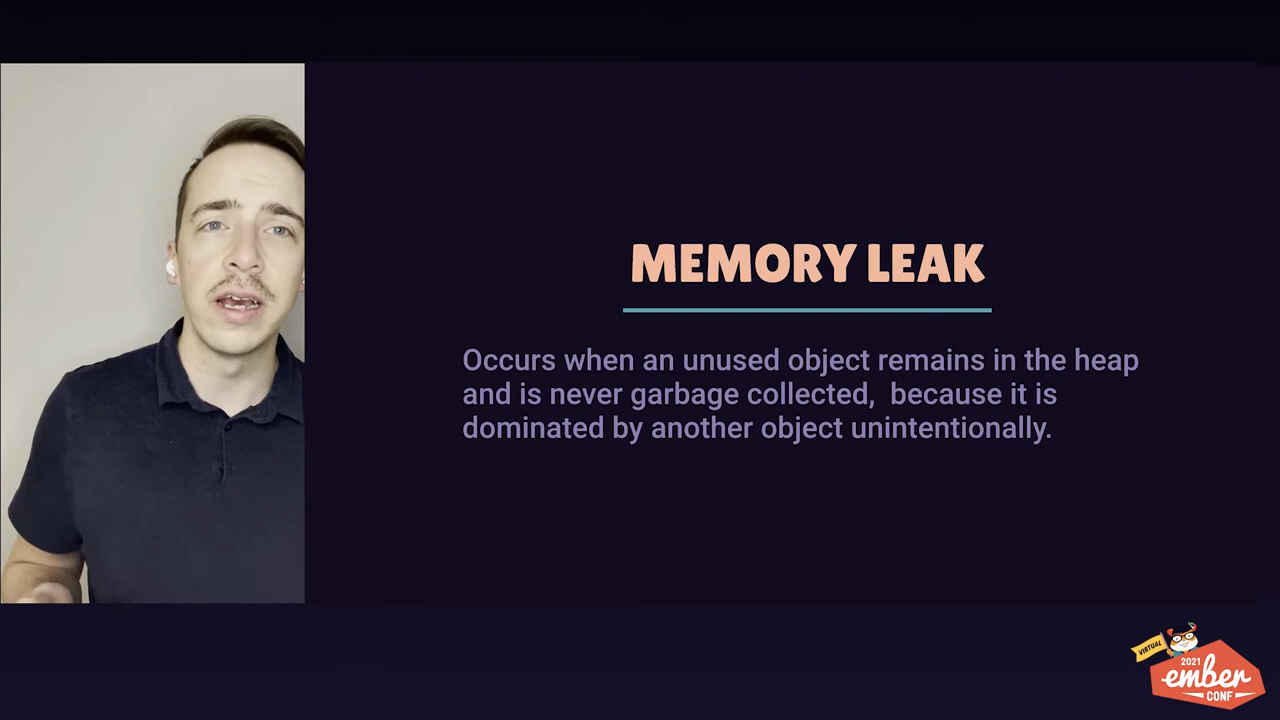 MEMORY LEAK
Occurs when an unused object remains in the heap
and is never garbage collected,  because it is
dominated by another object unintentionally.
VIRTUAL
2021
ember
CONF